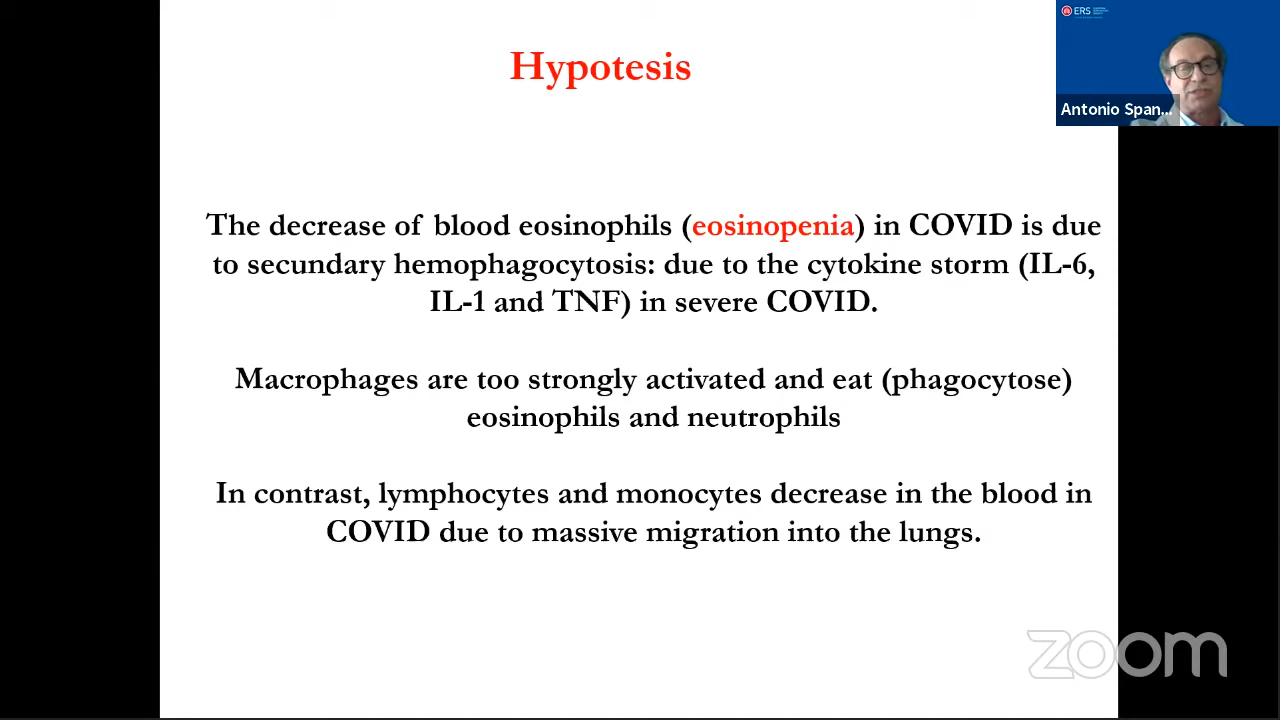 Hypotesis
ERS
Antonio Span...
The decrease of blood eosinophils (eosinopenia) in COVID is due
to secundary hemophagocytosis: due to the cytokine storm (IL-6,
IL-1 and TNF) in severe COVID.
Macrophages are too strongly activated and eat (phagocytose)
eosinophils and neutrophils
In contrast, lymphocytes and monocytes decrease in the blood in
COVID due to massive migration into the lungs.
zoom